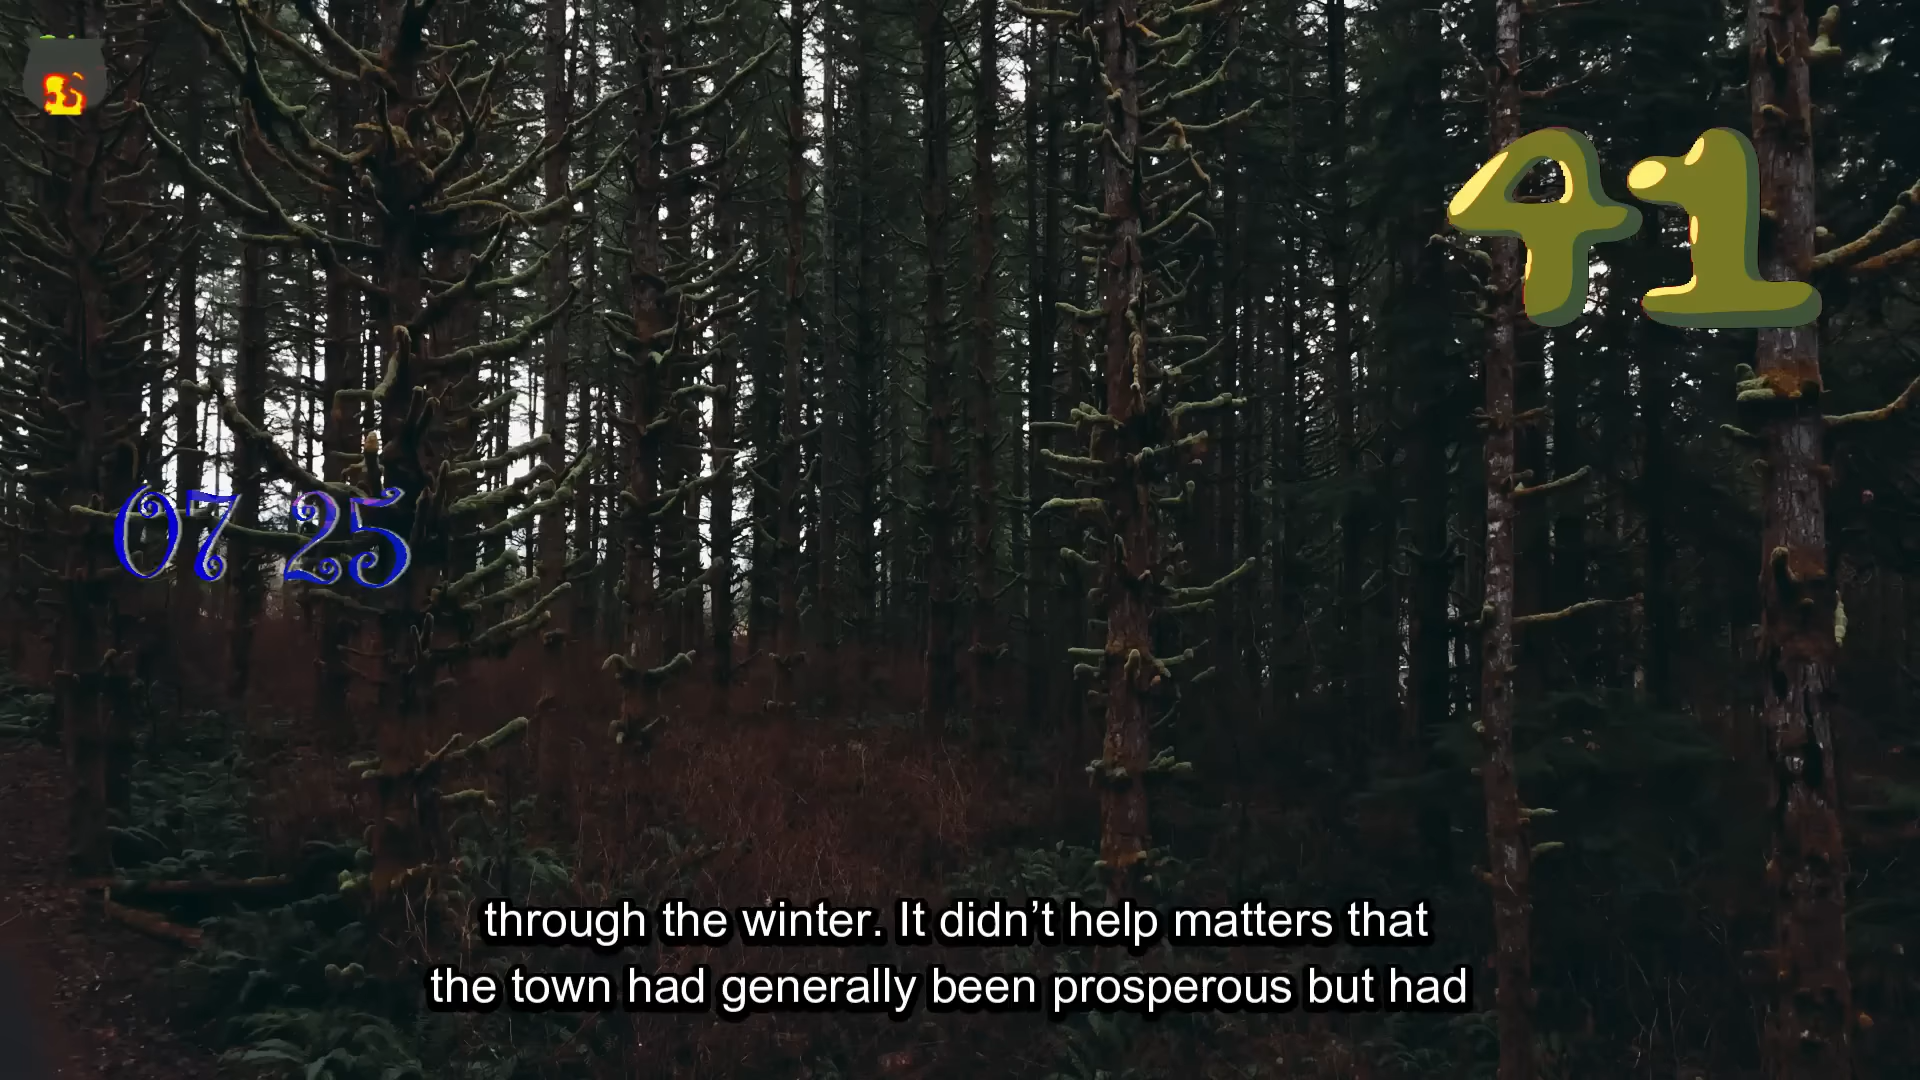 41
07 25
through the winter. It didn’t help matters that
the town had generally been prosperous but had